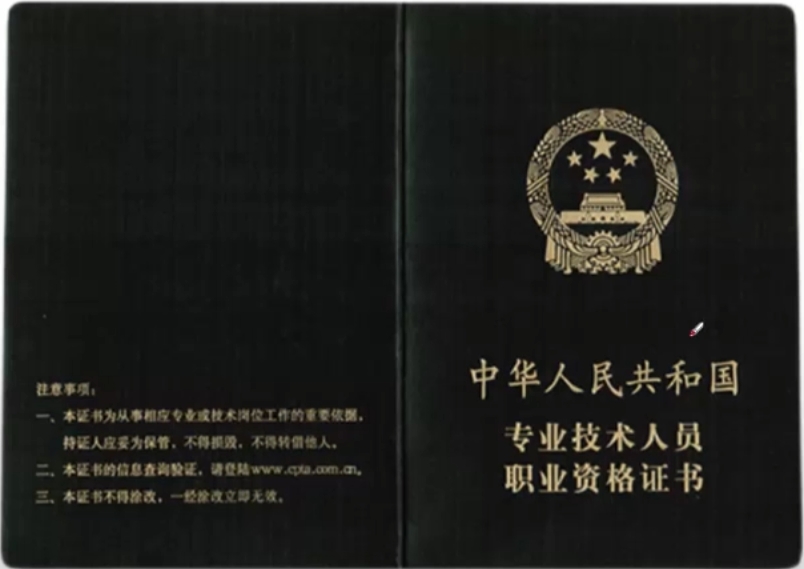 注意事项：
一、本证书为从事相应专业或技术岗位工作的重要依据，
持证人应妥为保管，不得损毁，不得转借他人。
二、本证书的信息查询验证，请登陆www.cpta.com.cn。
三、本证书不得涂改，一经涂改立即无效。
中华人民共和国
专业技术人员
职业资格证书